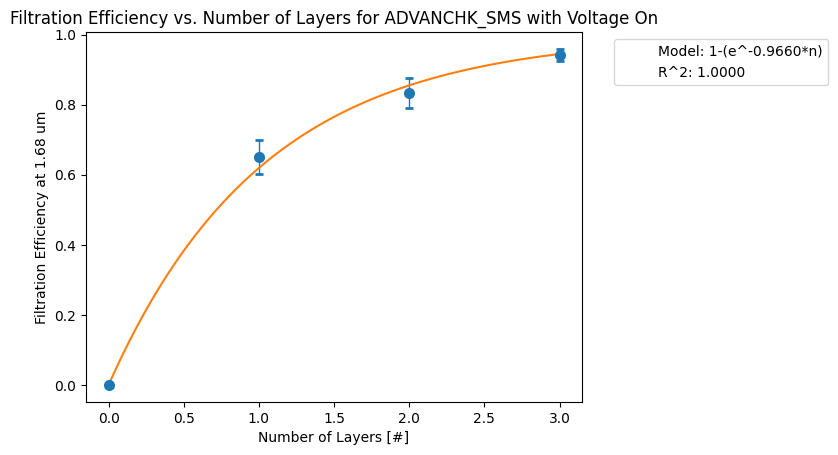 Filtration Efficiency vs. Number of Layers for ADVANCHK_SMS with Voltage On
Model: 1-(e^-0.9660*n)
R^2: 1.0000
Filtration Efficiency at 1.68 um
1.0
0.8
0.6
0.4
0.2
0.0
0.0 0.5 1.0 1.5 2.0 2.5 3.0
Number of Layers [#]